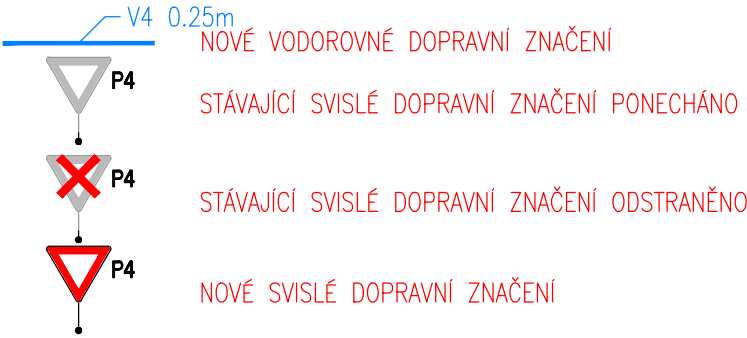 V4 0.25m
NOVÉ VODOROVNÉ DOPRAVNÍ ZNAČENÍ
P4
STÁVAJÍCÍ SVISLÉ DOPRAVNÍ ZNAČENÍ PONECHÁNO
P4
STÁVAJÍCÍ SVISLÉ DOPRAVNÍ ZNAČENÍ ODSTRANĚNO
P4
NOVÉ SVISLÉ DOPRAVNÍ ZNAČENÍ